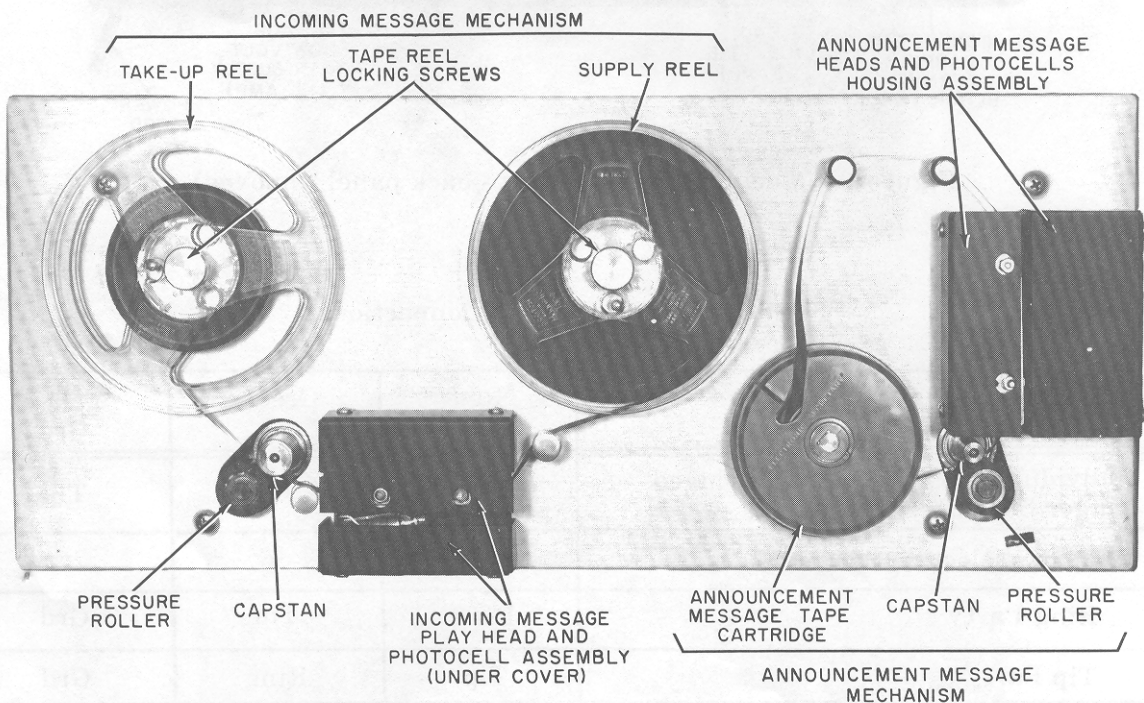 INCOMING MESSAGE MECHANISM
TAKE-UP REEL
TAPE REEL
LOCKING SCREWS
SUPPLY REEL
ANNOUNCEMENT MESSAGE
HEADS AND PHOTOCELLS
HOUSING ASSEMBLY
PRESSURE
ROLLER
CAPSTAN
INCOMING MESSAGE
PLAY HEAD AND
PHOTOCELL ASSEMBLY
(UNDER COVER)
ANNOUNCEMENT
MESSAGE TAPE
CARTRIDGE
CAPSTAN
PRESSURE
ROLLER
ANNOUNCEMENT MESSAGE
MECHANISM